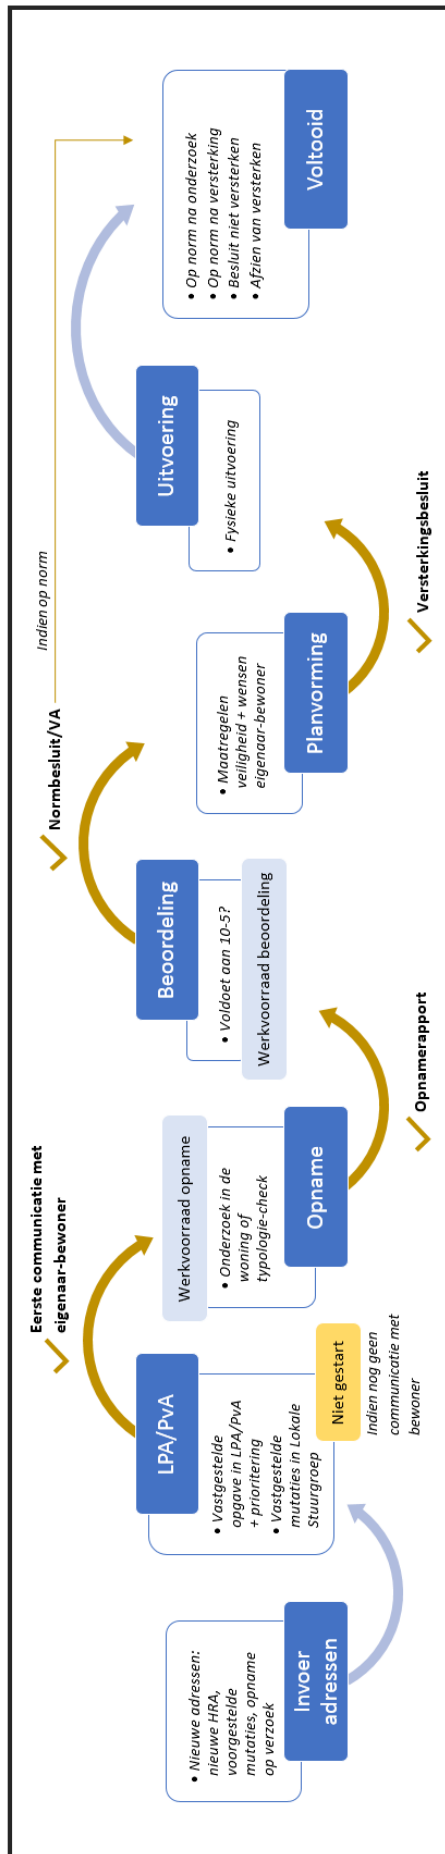 • Nieuwe adressen:
nieuwe HRA,
voorgestelde
mutaties, opname
op verzoek
Invoer
adressen
Eerste communicatie met
eigenaar-bewoner
LPA/PvA
• Vastgestelde
opgave in LPA/PvA
+ prioritering
• Vastgestelde
mutaties in Lokale
Stuurgroep
Niet gestart
Indien nog geen
communicatie met
bewoner
Werkvoorraad opname
• Onderzoek in de
woning of
typologie-check
Opname
Opnamerapport
Beoordeling
• Voldoet aan 10-5?
Werkvoorraad beoordeling
Normbesluit/VA
Indien op norm
• Maatregelen
veiligheid + wensen
eigenaar-bewoner
Planvorming
Versterkingsbesluit
Uitvoering
• Fysieke uitvoering
• Op norm na onderzoek
• Op norm na versterking
• Besluit niet versterken
• Afzien van versterken
Voltooid